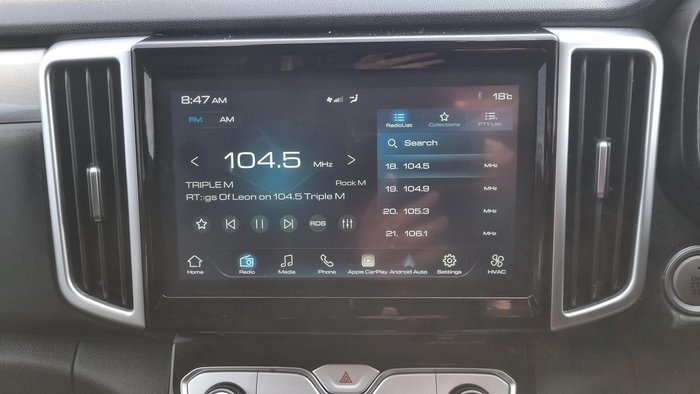 8:47 AM
18℃
FM AM
RadioList Collections PTY List
104.5 MHz
Search
18. 104.5 MHz
19. 104.9 MHz
20. 105.3 MHz
21. 106.1 MHz
TRIPLE M Rock M
RT:gs Of Leon on 104.5 Triple M
RDS
Home Radio Media Phone Apple CarPlay Android Auto Settings HVAC